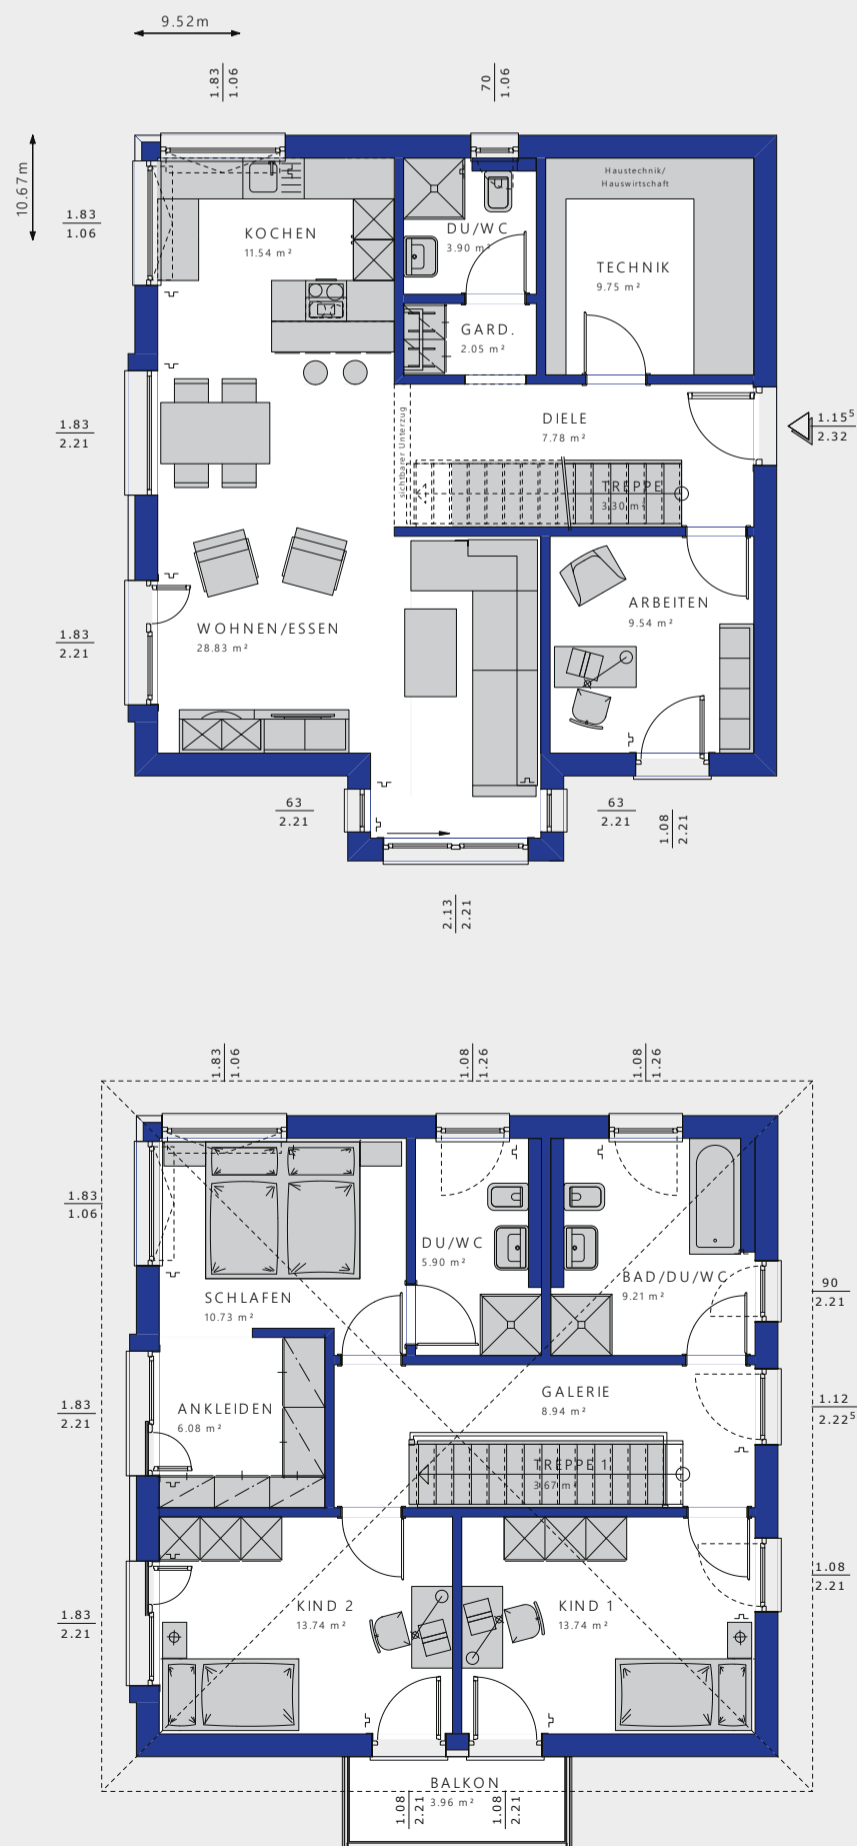 9.52m
1.83
1.06
70
1.06
10.67m
Haustechnik/
Hauswirtschaft
1.83
1.06
KOCHEN
11.54 m²
DU/WC
3.90 m²
TECHNIK
9.75 m²
GARD.
2.05 m²
1.83
2.21
sichtbarer Unterzug
DIELE
7.78 m²
1.15⁵
2.32
TREPPE
3.30 m²
1.83
2.21
WOHNEN/ESSEN
28.83 m²
ARBEITEN
9.54 m²
63
2.21
63
2.21
1.08
2.21
2.13
2.21
1.83
1.06
1.08
1.26
1.08
1.26
1.83
1.06
DU/WC
5.90 m²
BAD/DU/WC
9.21 m²
90
2.21
SCHLAFEN
10.73 m²
1.83
2.21
ANKLEIDEN
6.08 m²
GALERIE
8.94 m²
1.12
2.22⁵
TREPPE 1
3.67 m²
1.83
2.21
KIND 2
13.74 m²
KIND 1
13.74 m²
1.08
2.21
BALKON
3.96 m²
1.08
2.21
1.08
2.21